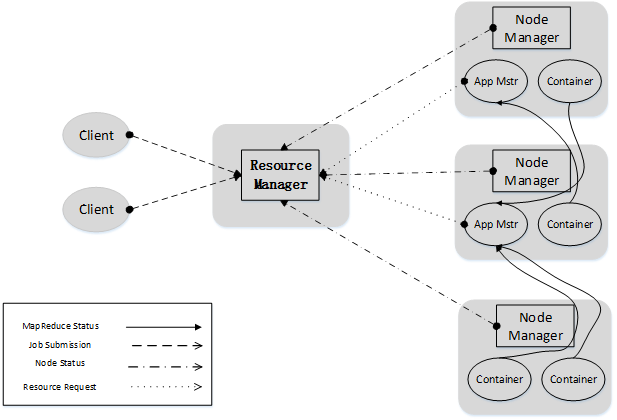 Node
Manager
App Mstr
Container
Client
Resource
Manager
Node
Manager
Client
App Mstr
Container
Node
Manager
Container
Container
MapReduce Status
Job Submission
Node Status
Resource Request